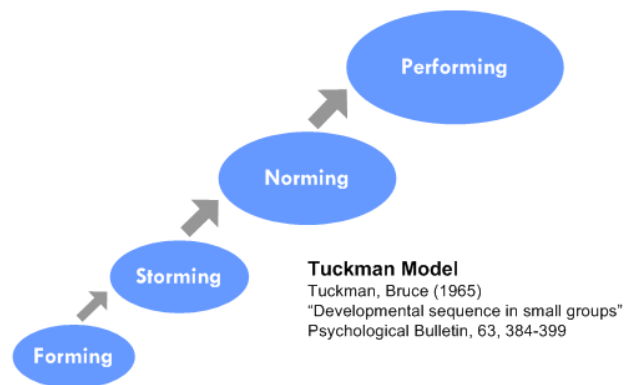 Performing
Norming
Storming
Forming
Tuckman Model
Tuckman, Bruce (1965)
“Developmental sequence in small groups”
Psychological Bulletin, 63, 384-399